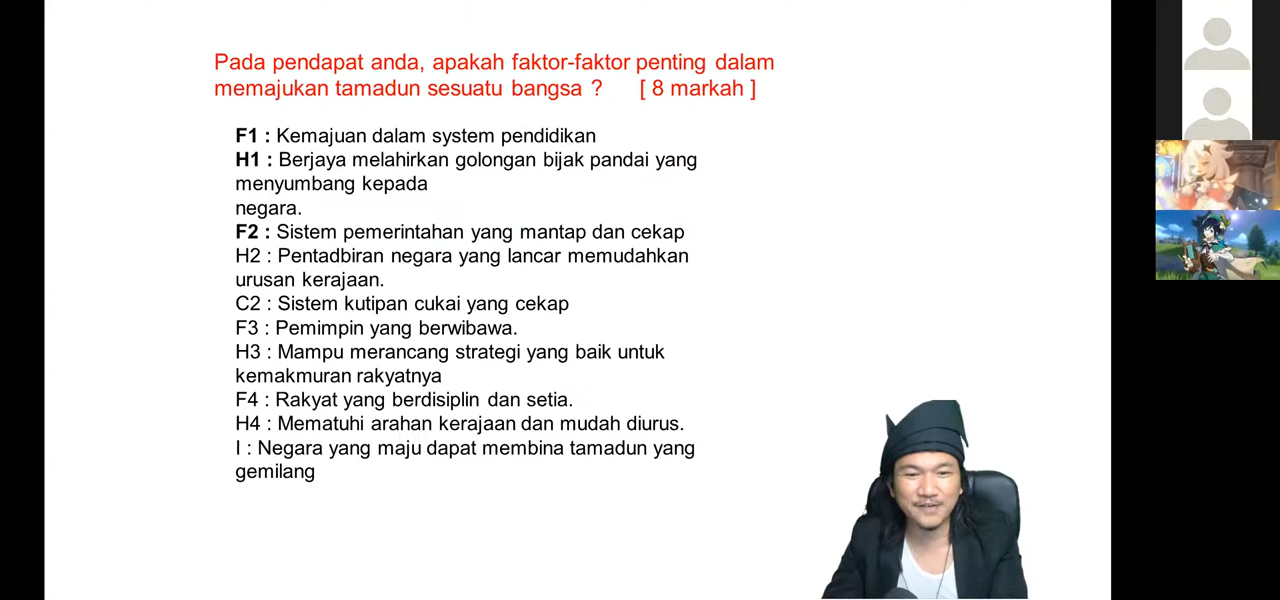 Pada pendapat anda, apakah faktor-faktor penting dalam
memajukan tamadun sesuatu bangsa ? [ 8 markah ]
F1 : Kemajuan dalam system pendidikan
H1 : Berjaya melahirkan golongan bijak pandai yang
menyumbang kepada
negara.
F2 : Sistem pemerintahan yang mantap dan cekap
H2 : Pentadbiran negara yang lancar memudahkan
urusan kerajaan.
C2 : Sistem kutipan cukai yang cekap
F3 : Pemimpin yang berwibawa.
H3 : Mampu merancang strategi yang baik untuk
kemakmuran rakyatnya
F4 : Rakyat yang berdisiplin dan setia.
H4 : Mematuhi arahan kerajaan dan mudah diurus.
I : Negara yang maju dapat membina tamadun yang
gemilang